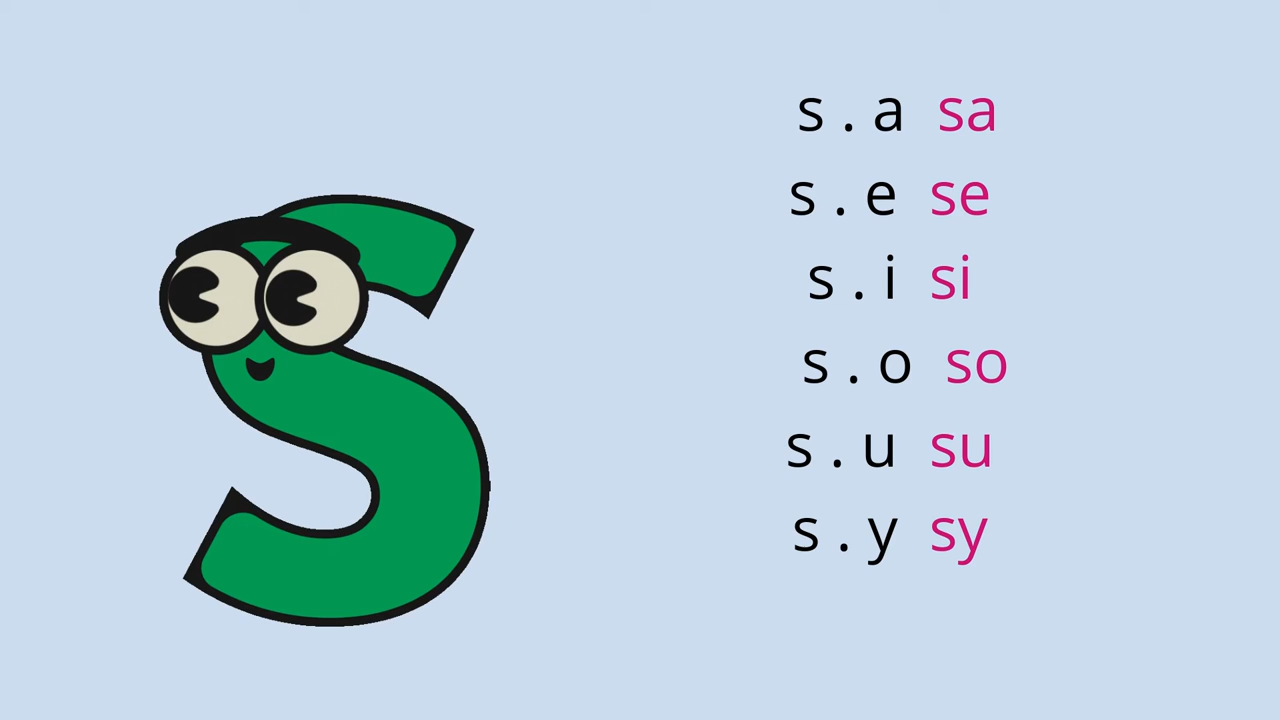 S
s . a sa
s . e se
s . i si
s . o so
s . u su
s . y sy